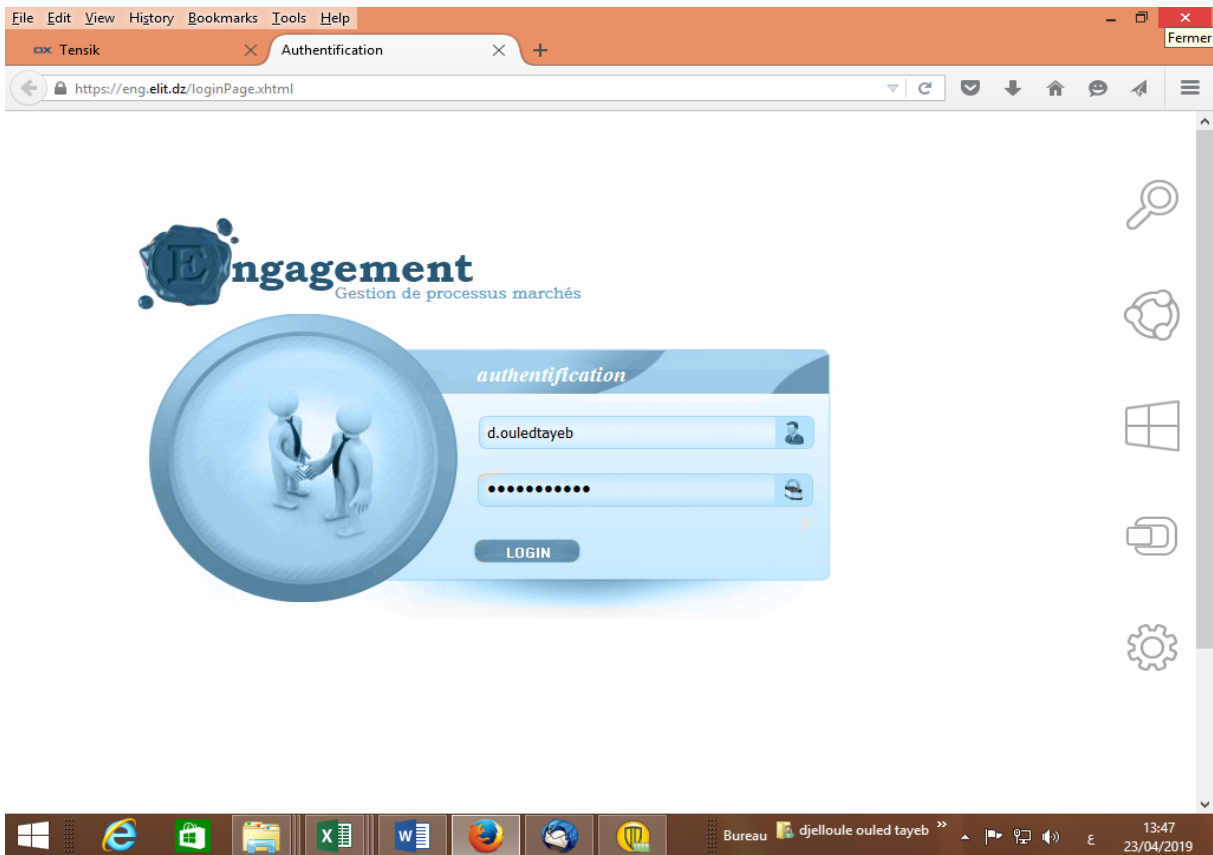 File Edit View History Bookmarks Tools Help
Fermer
Tensik
Authentification
https://eng.elit.dz/loginPage.xhtml
Engagement
Gestion de processus marchés
authentification
d.ouledtayeb
•••••••••••
LOGIN
Bureau djelloule ouled tayeb » ع 13:47
23/04/2019